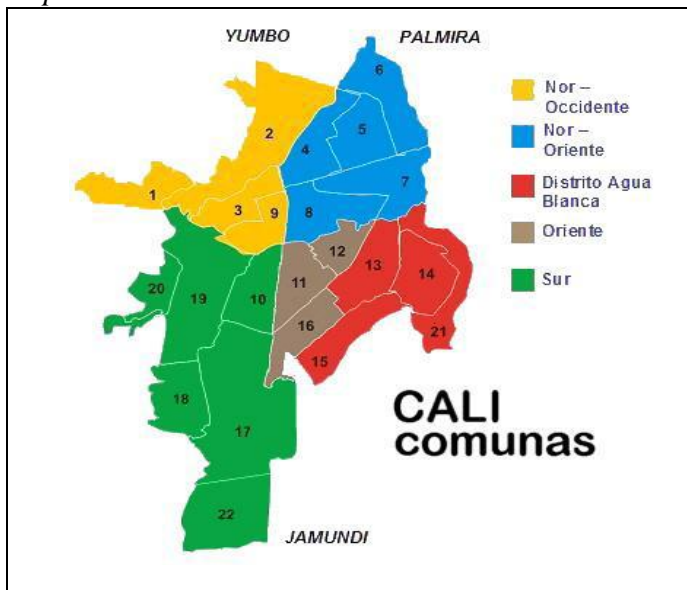 YUMBO
PALMIRA
6
Nor –
Occidente
2
5
Nor –
Oriente
4
7
1
Distrito Agua
Blanca
3
9
8
Oriente
12
13
14
11
20
19
10
Sur
16
21
15
18
CALI
comunas
17
22
JAMUNDI